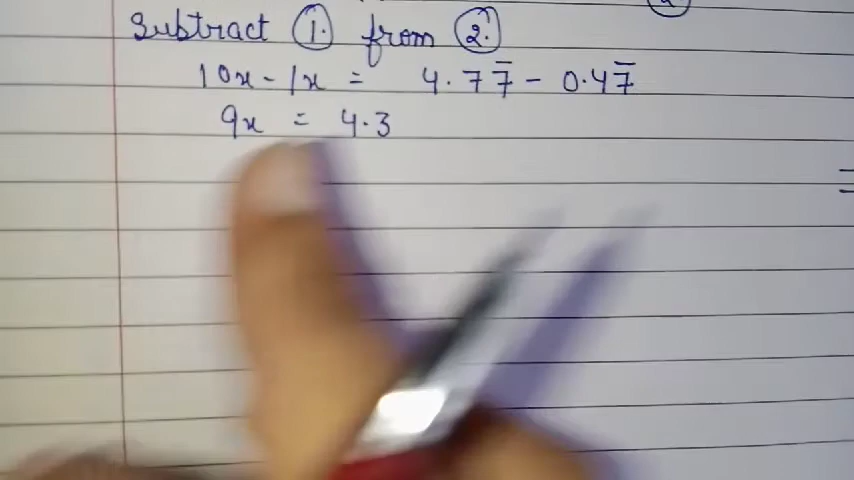 Subtract ①. from ②.
10x - 1x = 4.77̅ - 0.47̅
9x = 4.3
=